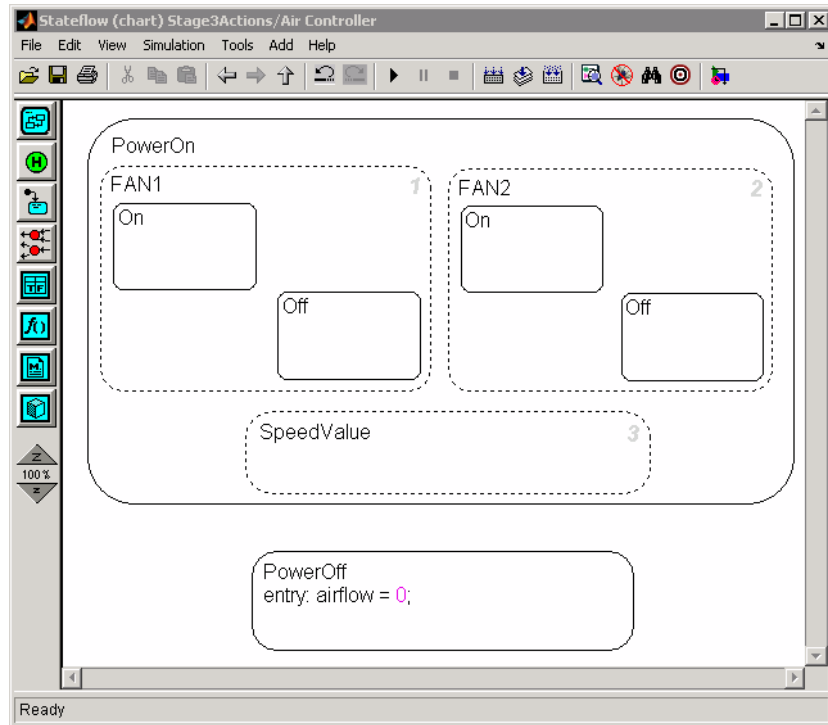 Stateflow (chart) Stage3Actions/Air Controller
File Edit View Simulation Tools Add Help
PowerOn
FAN1 1
FAN2 2
On
On
Off
Off
SpeedValue 3
100%
PowerOff
entry: airflow = 0;
Ready